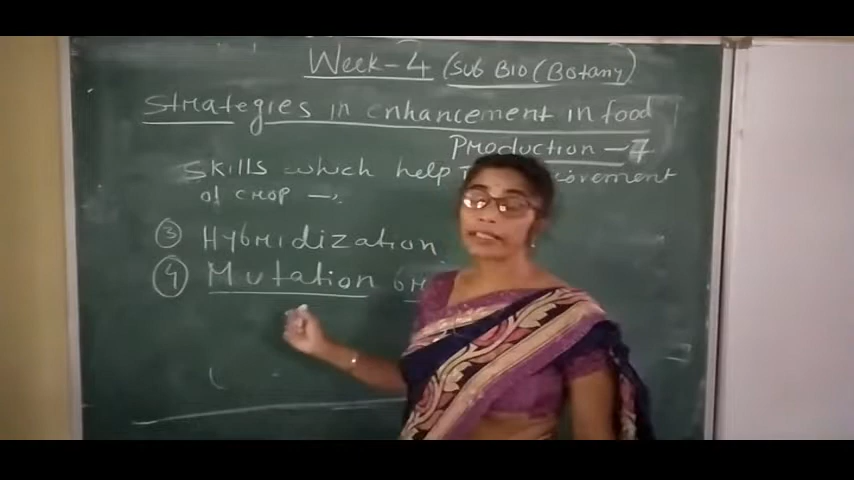 Week-4 (Sub Bio (Botany)
Strategies in enhancement in food
Production - 7
Skills which help
of crop →
③ Hybridization
④ Mutation